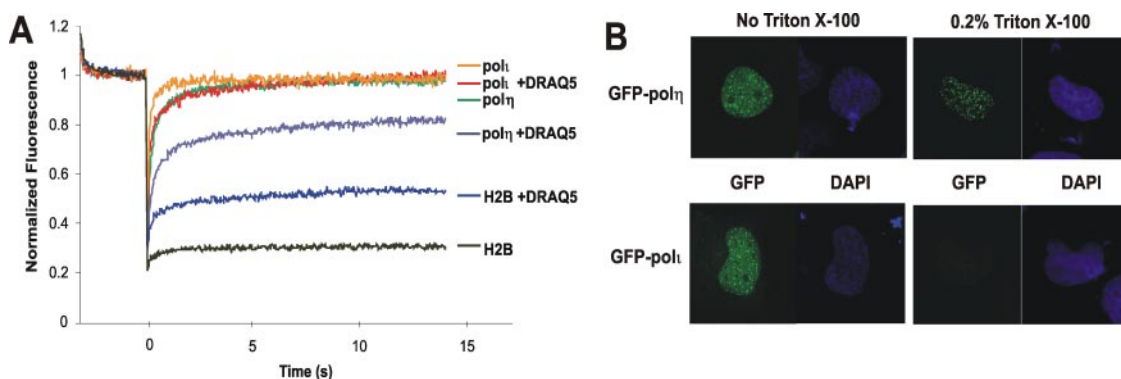 A
Normalized Fluorescence
1.2
1
0.8
0.6
0.4
0.2
0
0
5
10
15
Time (s)
polι
polι +DRAQ5
polη
polη +DRAQ5
H2B +DRAQ5
H2B
B
No Triton X-100
0.2% Triton X-100
GFP-polη
GFP
DAPI
GFP
DAPI
GFP-polι